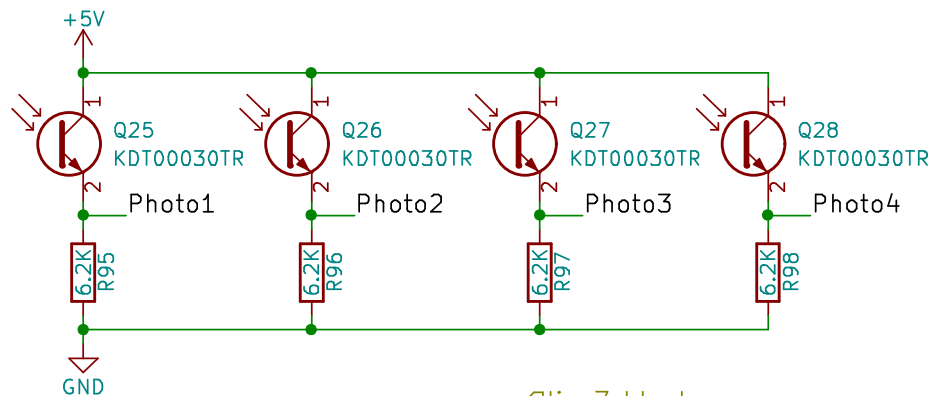 +5V
1
Q25
KDT00030TR
2
Photo1
6.2K
R95
1
Q26
KDT00030TR
2
Photo2
6.2K
R96
1
Q27
KDT00030TR
2
Photo3
6.2K
R97
1
Q28
KDT00030TR
2
Photo4
6.2K
R98
GND